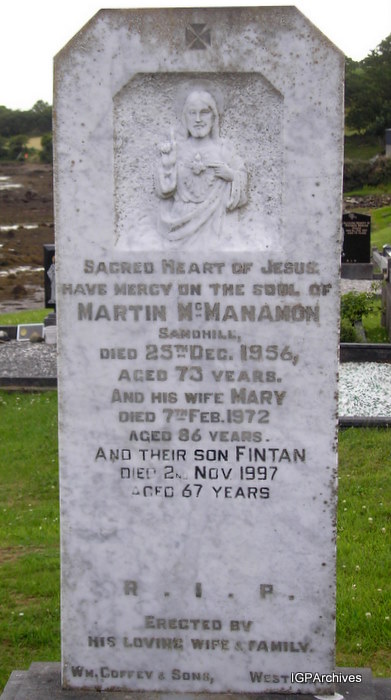 SACRED HEART OF JESUS
HAVE MERCY ON THE SOUL OF
MARTIN McMANAMON
SANDHILL,
DIED 25TH DEC. 1956,
AGED 73 YEARS.
AND HIS WIFE MARY
DIED 7TH FEB. 1972
AGED 86 YEARS.
AND THEIR SON FINTAN
DIED NOV 1997
AGED 67 YEARS
R. I. P.
ERECTED BY
HIS LOVING WIFE & FAMILY.
WM. COFFEY & SONS,
IGPArchives